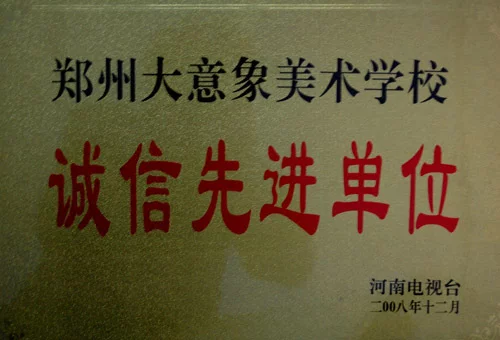 郑州大意象美术学校
诚信先进单位
河南电视台
二00八年十二月